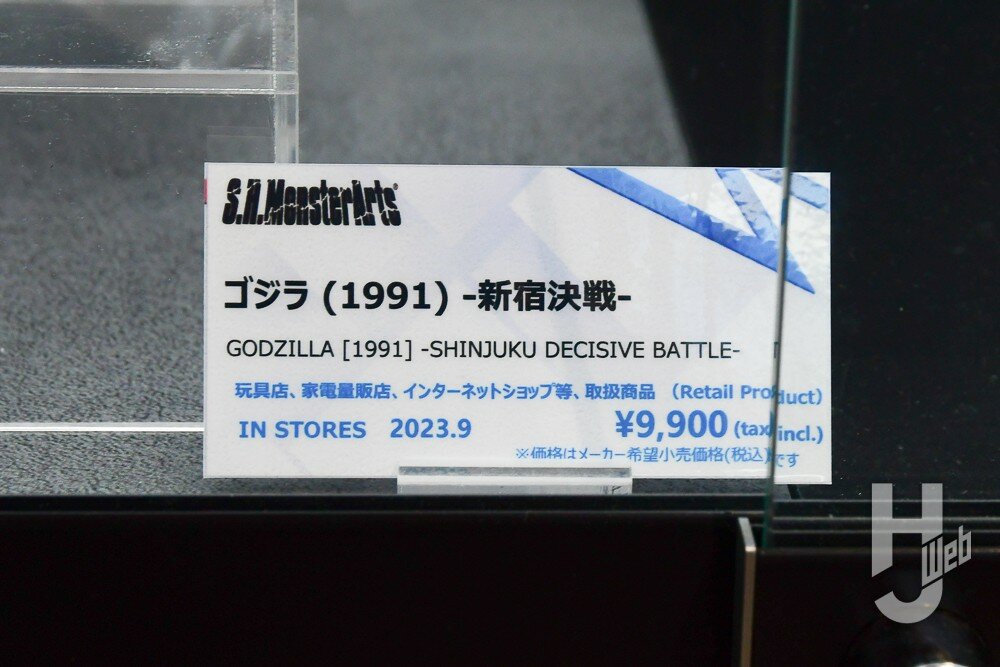 S.H.MonsterArts
ゴジラ (1991) -新宿決戦-
GODZILLA [1991] -SHINJUKU DECISIVE BATTLE-
玩具店、家電量販店、インターネットショップ等、取扱商品 (Retail Product)
IN STORES 2023.9 ¥9,900 (tax incl.)
※価格はメーカー希望小売価格(税込)です
HJ Web